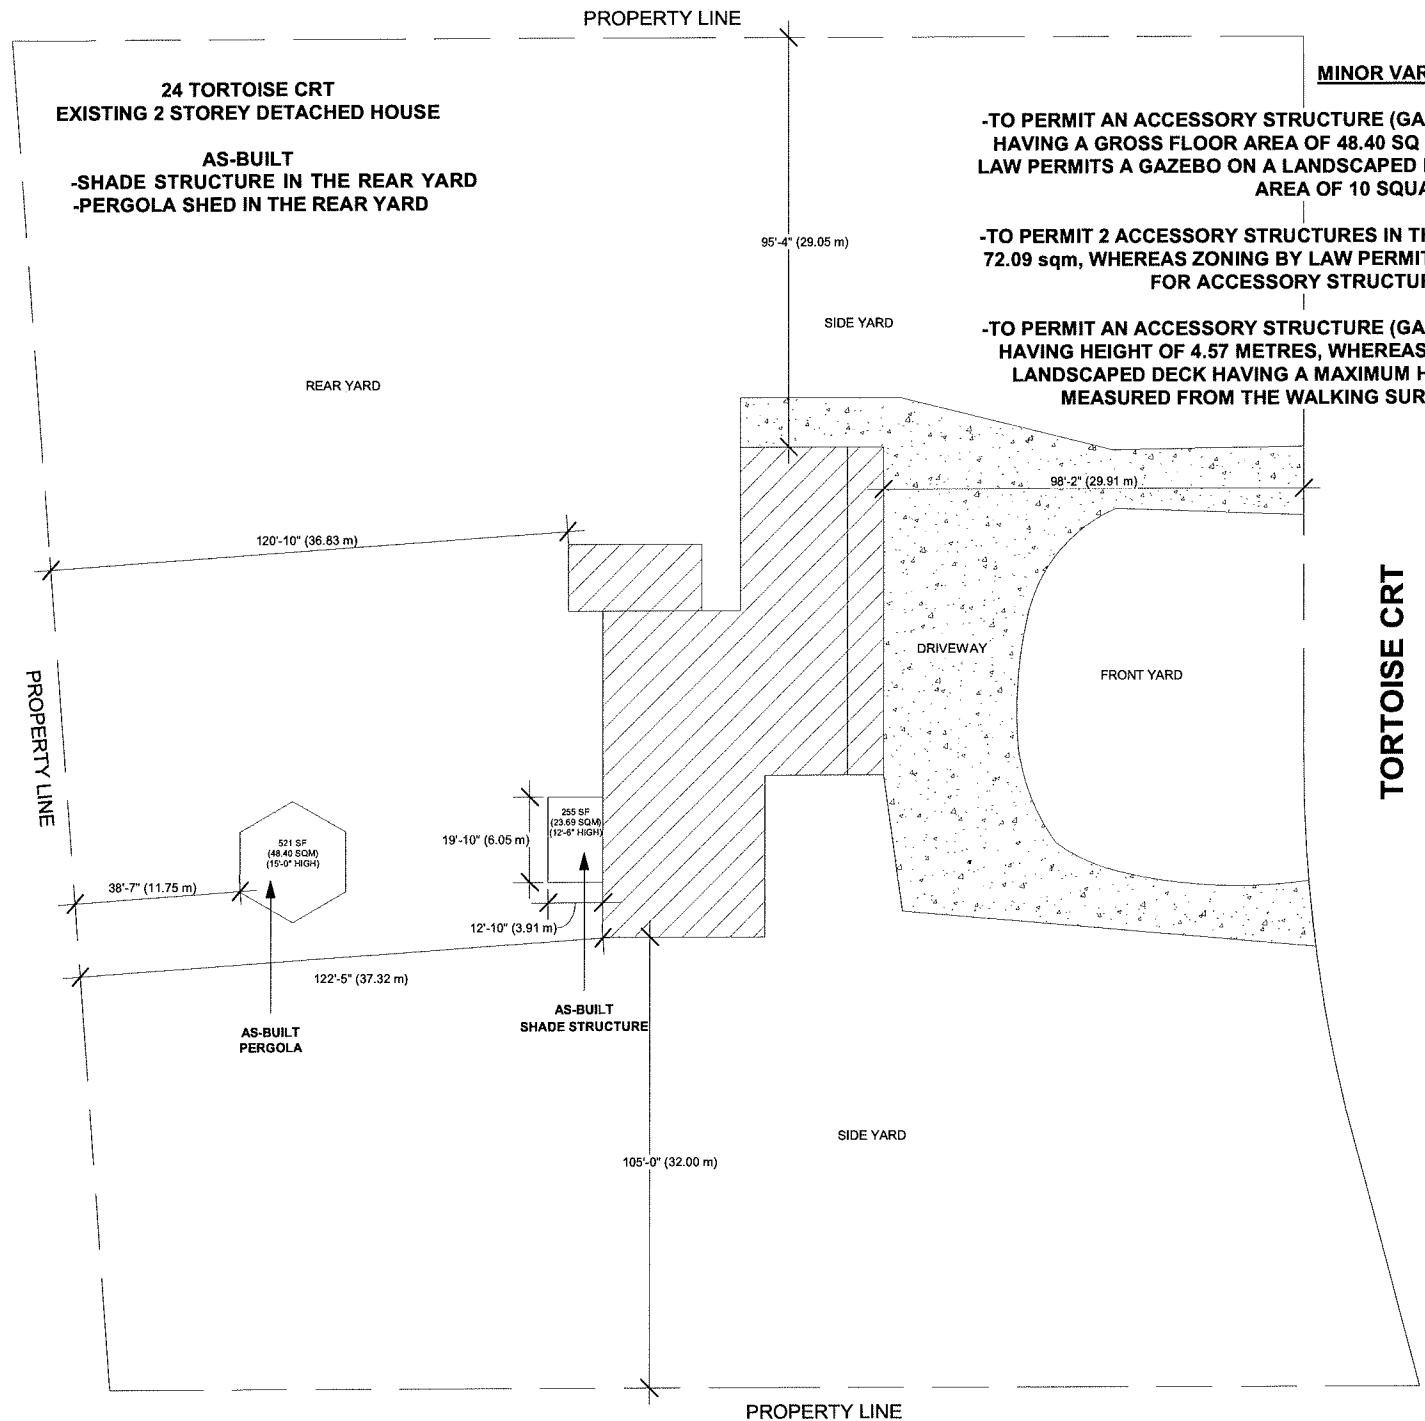 PROPERTY LINE
24 TORTOISE CRT
EXISTING 2 STOREY DETACHED HOUSE
AS-BUILT
-SHADE STRUCTURE IN THE REAR YARD
-PERGOLA SHED IN THE REAR YARD
MINOR VAR
-TO PERMIT AN ACCESSORY STRUCTURE (GA
HAVING A GROSS FLOOR AREA OF 48.40 SQ
LAW PERMITS A GAZEBO ON A LANDSCAPED
AREA OF 10 SQUA
-TO PERMIT 2 ACCESSORY STRUCTURES IN TH
72.09 sqm, WHEREAS ZONING BY LAW PERMIT
FOR ACCESSORY STRUCTUR
-TO PERMIT AN ACCESSORY STRUCTURE (GA
HAVING HEIGHT OF 4.57 METRES, WHEREAS
LANDSCAPED DECK HAVING A MAXIMUM H
MEASURED FROM THE WALKING SUR
95'-4" (29.05 m)
SIDE YARD
REAR YARD
98'-2" (29.91 m)
120'-10" (36.83 m)
DRIVEWAY
FRONT YARD
TORTOISE CRT
PROPERTY LINE
255 SF
(23.69 SQM)
(12'-6" HIGH)
19'-10" (6.05 m)
521 SF
(48.40 SQM)
(15'-0" HIGH)
38'-7" (11.75 m)
12'-10" (3.91 m)
122'-5" (37.32 m)
AS-BUILT
SHADE STRUCTURE
AS-BUILT
PERGOLA
SIDE YARD
105'-0" (32.00 m)
PROPERTY LINE